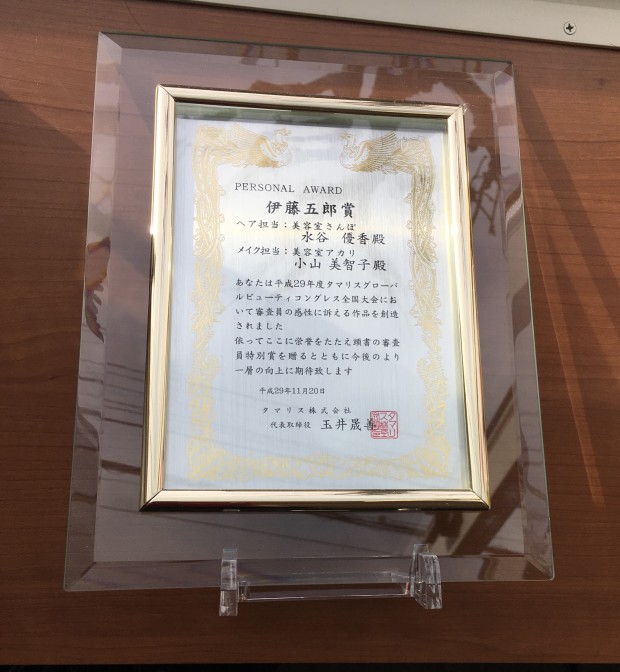 PERSONAL AWARD
伊藤五郎賞
ヘア担当：美容室さんぽ
水谷 優香殿
メイク担当：美容室アカリ
小山 美智子殿
あなたは平成29年度タマリスグローバ
ルビューティコングレス全国大会にお
いて審査員の感性に訴える作品を創造
されました
依ってここに栄誉をたたえ頭書の審査
員特別賞を贈るとともに今後のより
一層の向上に期待致します
平成29年11月20日
タマリス株式会社
代表取締役 玉井晟善